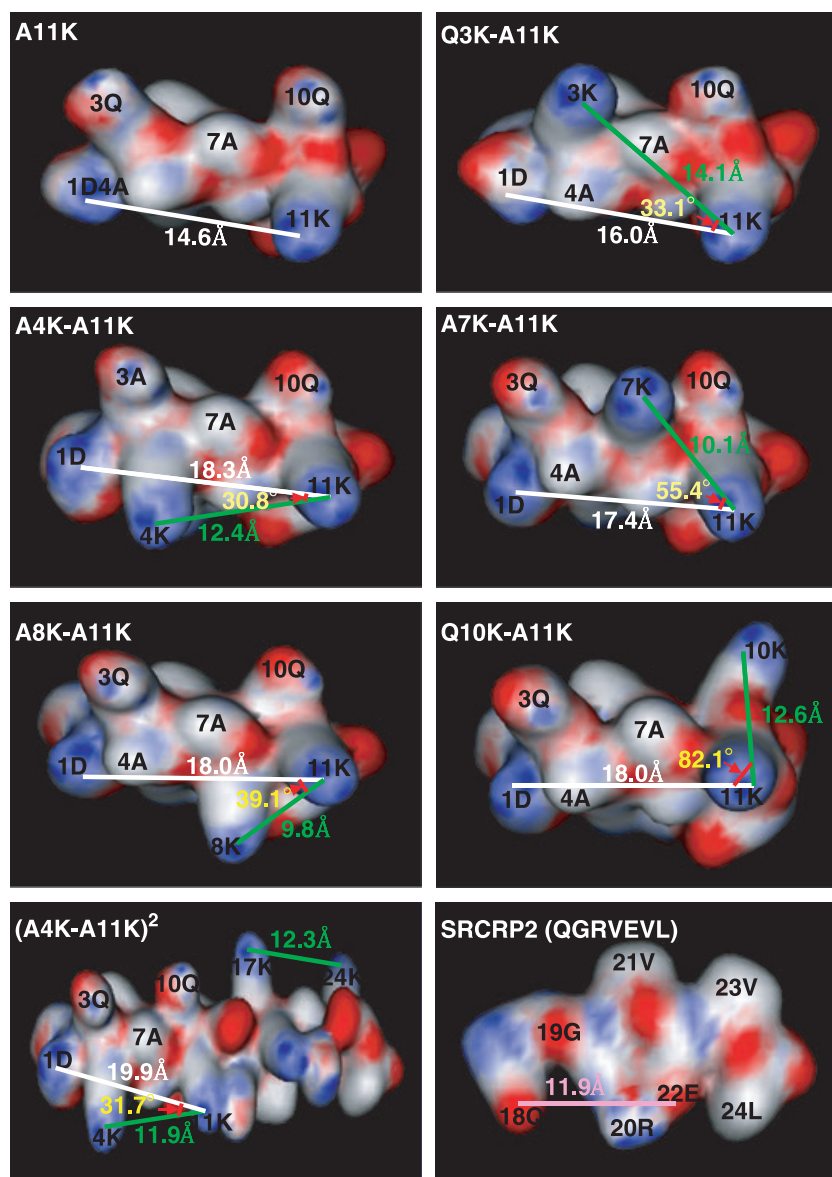 A11K
3Q
10Q
7A
1D4A
11K
14.6Å
Q3K-A11K
3K
10Q
7A
1D
4A
14.1Å
33.1°
11K
16.0Å
A4K-A11K
3A
10Q
7A
1D
18.3Å
11K
30.8°
4K
12.4Å
A7K-A11K
3Q
7K
10Q
10.1Å
4A
1D
55.4°
11K
17.4Å
A8K-A11K
3Q
10Q
7A
1D
4A
18.0Å
11K
39.1°
8K
9.8Å
Q10K-A11K
10K
3Q
7A
12.6Å
82.1°
18.0Å
1D
4A
11K
(A4K-A11K)²
12.3Å
17K
24K
3Q
10Q
7A
1D
19.9Å
31.7°
1K
4K
11.9Å
SRCRP2 (QGRVEVL)
21V
23V
19G
11.9Å
22E
18Q
20R
24L